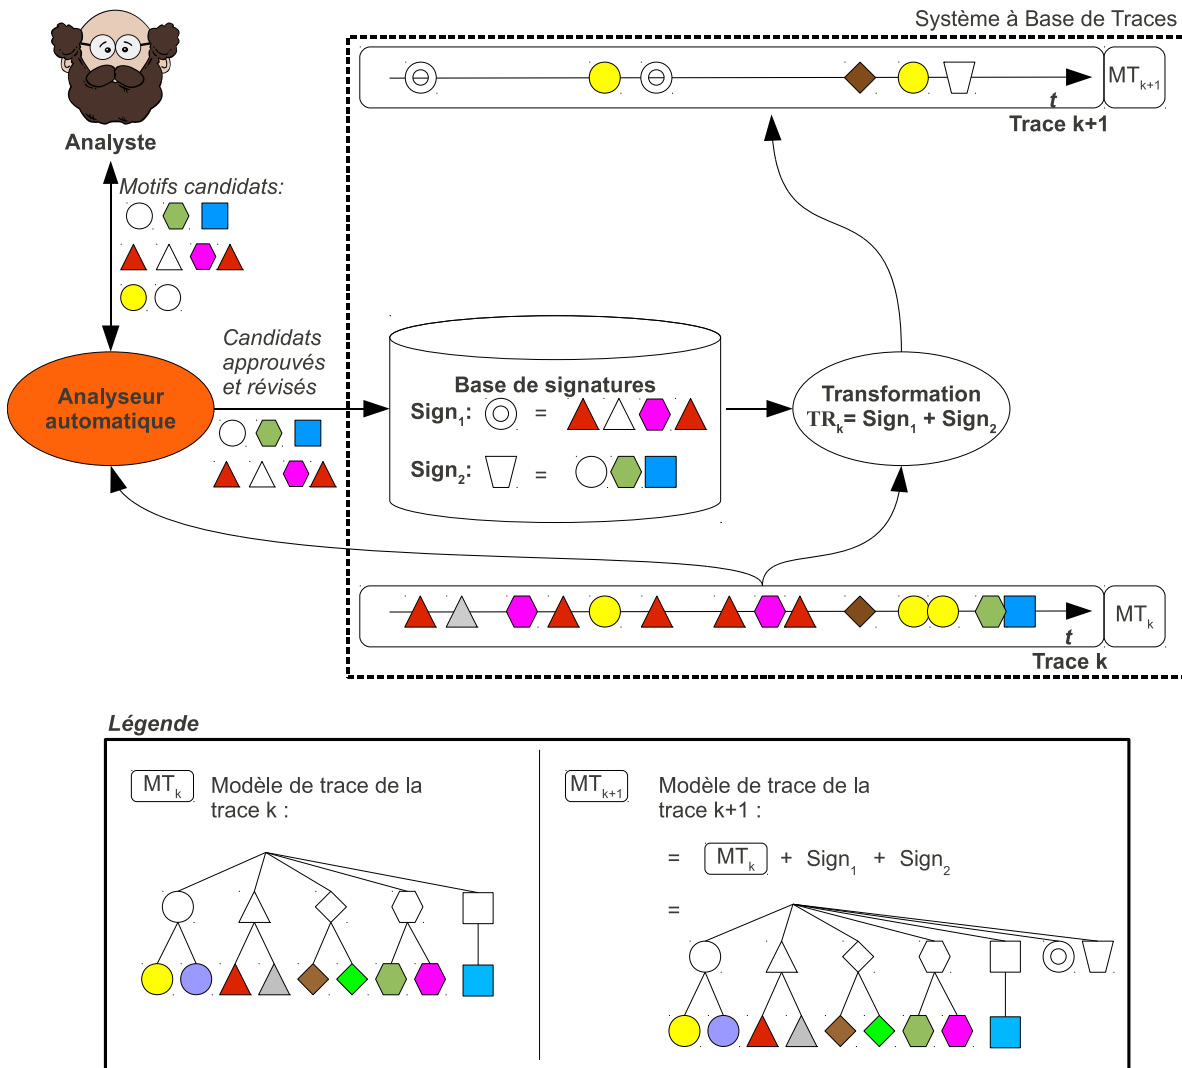 Système à Base de Traces
MT k+1
t
Trace k+1
Analyste
Motifs candidats:
Candidats
approuvés
et révisés
Analyseur
automatique
Base de signatures
Sign1: =
Sign2: =
Transformation
TRk= Sign1 + Sign2
MTk
t
Trace k
Légende
MTk Modèle de trace de la
trace k :
MTk+1 Modèle de trace de la
trace k+1 :
= MTk + Sign1 + Sign2
=